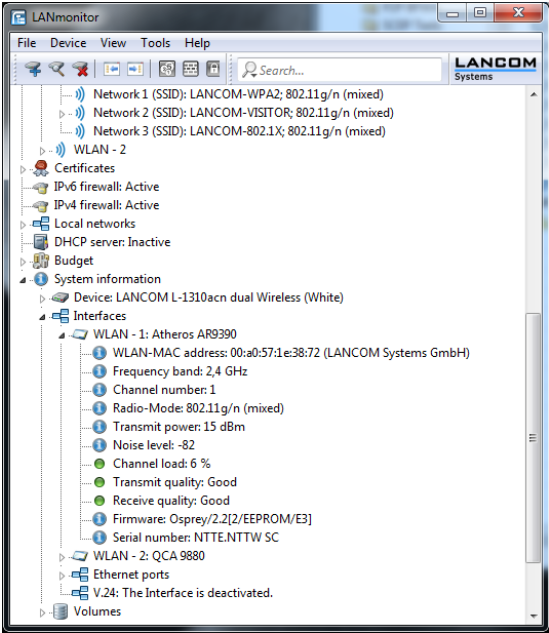 LANmonitor
File Device View Tools Help
Search...
LANCOM
Systems
Network 1 (SSID): LANCOM-WPA2; 802.11g/n (mixed)
Network 2 (SSID): LANCOM-VISITOR; 802.11g/n (mixed)
Network 3 (SSID): LANCOM-802.1X; 802.11g/n (mixed)
WLAN - 2
Certificates
IPv6 firewall: Active
IPv4 firewall: Active
Local networks
DHCP server: Inactive
Budget
System information
Device: LANCOM L-1310acn dual Wireless (White)
Interfaces
WLAN - 1: Atheros AR9390
WLAN-MAC address: 00:a0:57:1e:38:72 (LANCOM Systems GmbH)
Frequency band: 2,4 GHz
Channel number: 1
Radio-Mode: 802.11g/n (mixed)
Transmit power: 15 dBm
Noise level: -82
Channel load: 6 %
Transmit quality: Good
Receive quality: Good
Firmware: Osprey/2.2[2/EEPROM/E3]
Serial number: NTTE.NTTW SC
WLAN - 2: QCA 9880
Ethernet ports
V.24: The Interface is deactivated.
Volumes